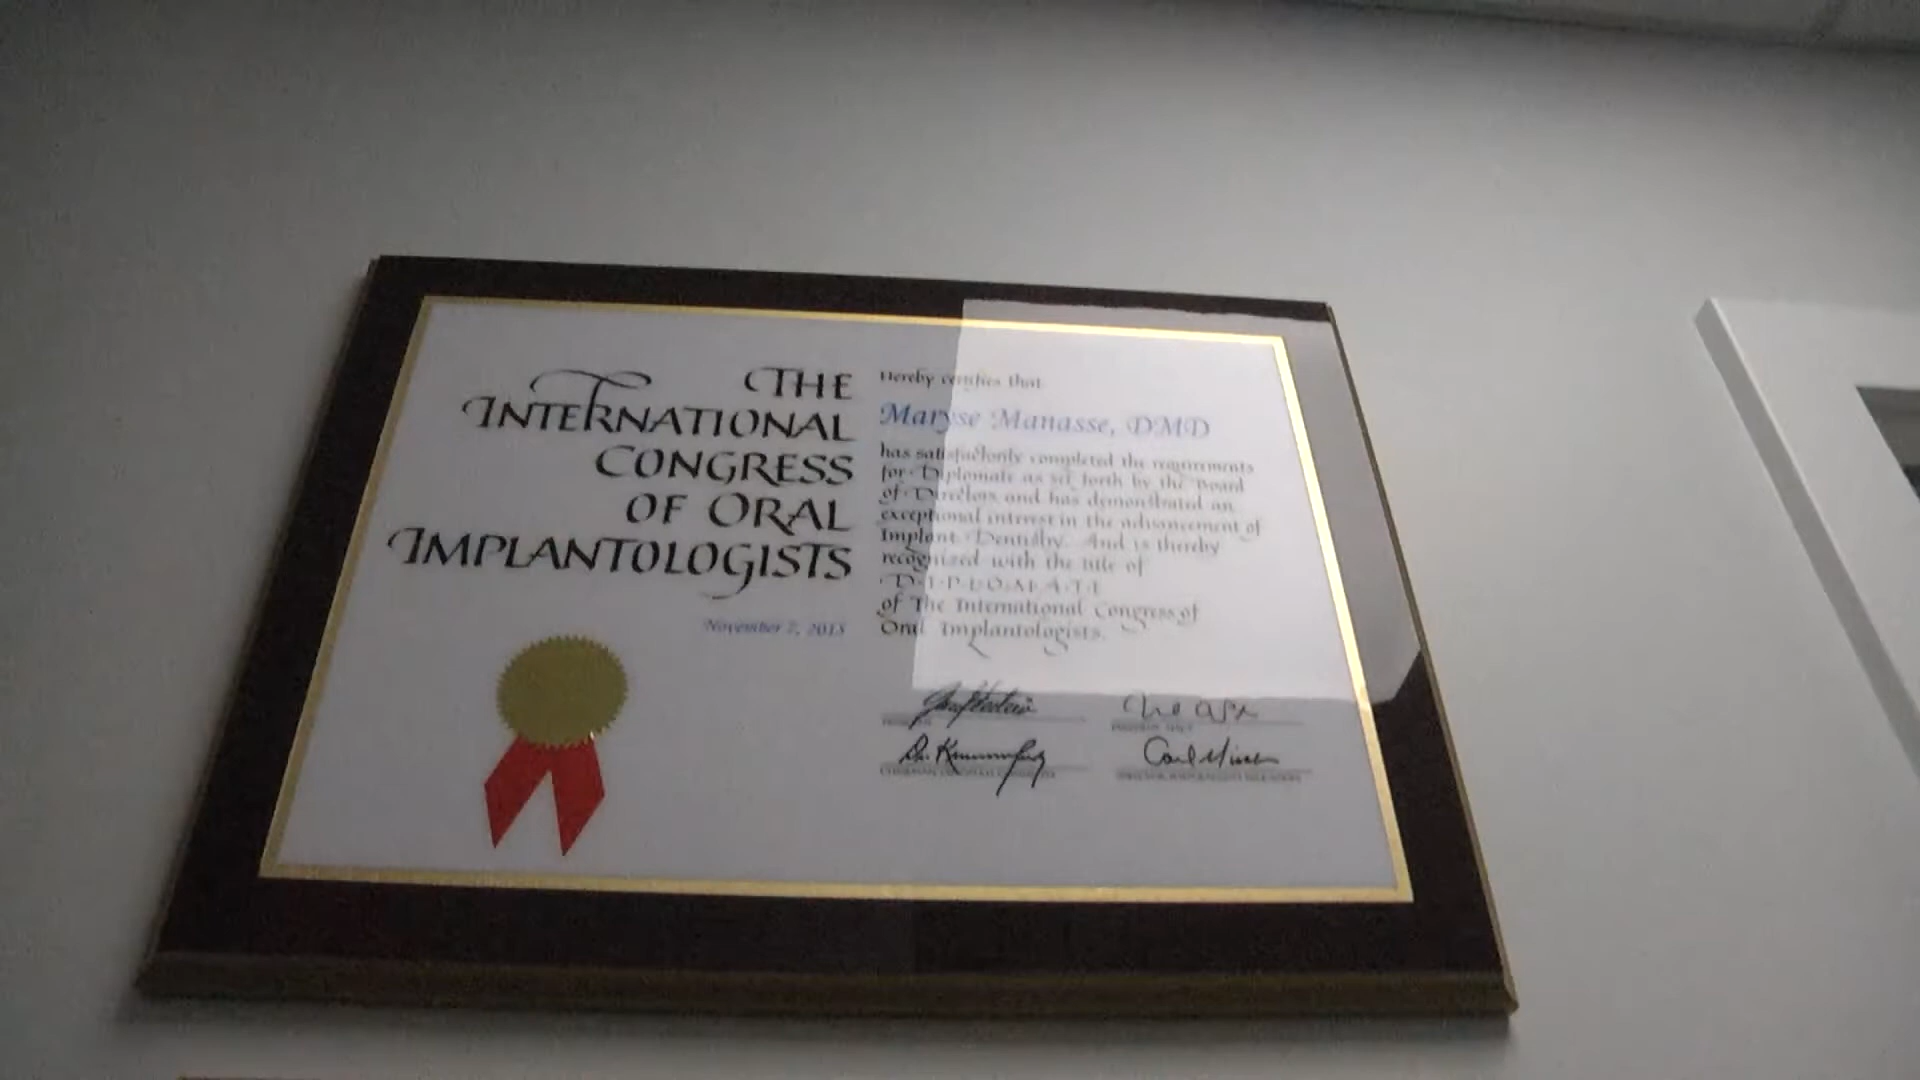 THE
INTERNATIONAL
CONGRESS
OF ORAL
IMPLANTOLOGISTS
November 7, 2013
Hereby certifies that
Maryse Manasse, DMD
has satisfactorily completed the requirements
for Diplomate as set forth by the Board
of Directors and has demonstrated an
exceptional interest in the advancement of
Implant Dentistry. And is thereby
recognized with the title of
D·I·P·L·O·M·A·T·E
of The International Congress of
Oral Implantologists.